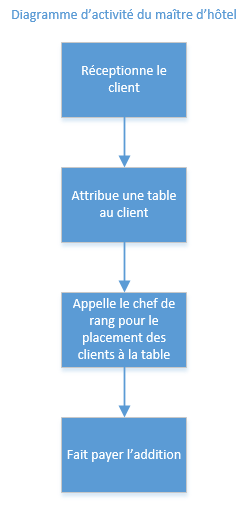 Diagramme d’activité du maître d’hôtel
Réceptionne le
client
Attribue une table
au client
Appelle le chef de
rang pour le
placement des
clients à la table
Fait payer l’addition